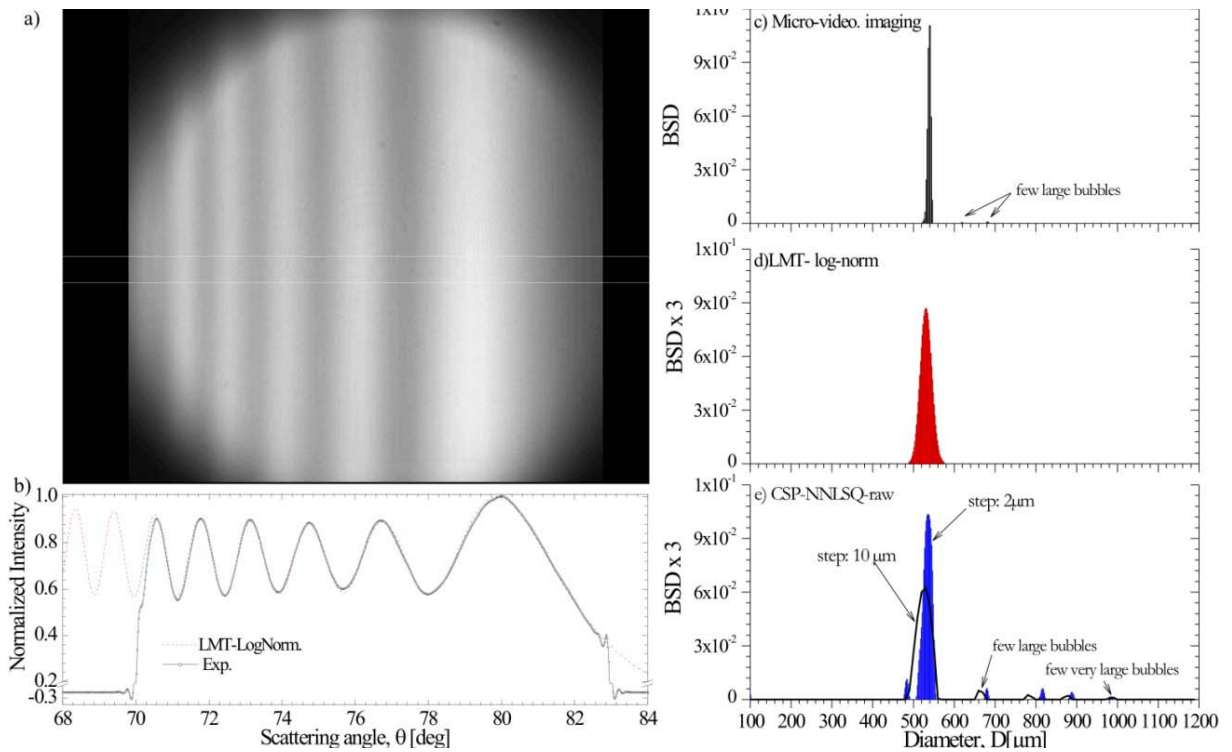 a)
b)
Normalized Intensity
1.0
0.8
0.6
0.4
0.2
-0.3
LMT-LogNorm.
Exp.
68 70 72 74 76 78 80 82 84
Scattering angle, θ [deg]
c) Micro-video. imaging
BSD
9x10-2
6x10-2
3x10-2
0
few large bubbles
d)LMT- log-norm
BSD x 3
1x10-1
9x10-2
6x10-2
3x10-2
0
e) CSP-NNLSQ-raw
BSD x 3
1x10-1
9x10-2
6x10-2
3x10-2
0
step: 2μm
step: 10 μm
few large bubbles
few very large bubbles
100 200 300 400 500 600 700 800 900 1000 1100 1200
Diameter, D[μm]